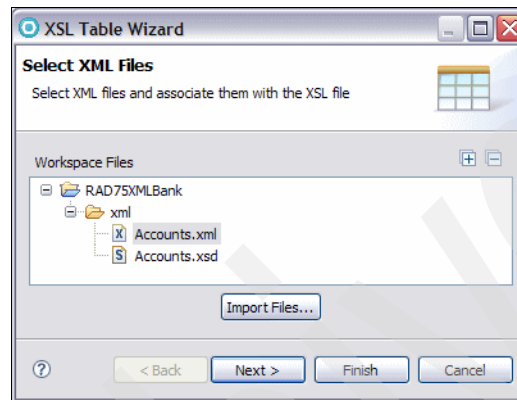 XSL Table Wizard
Select XML Files
Select XML files and associate them with the XSL file
Workspace Files
RAD75XMLBank
xml
X Accounts.xml
S Accounts.xsd
Import Files...
? < Back Next > Finish Cancel